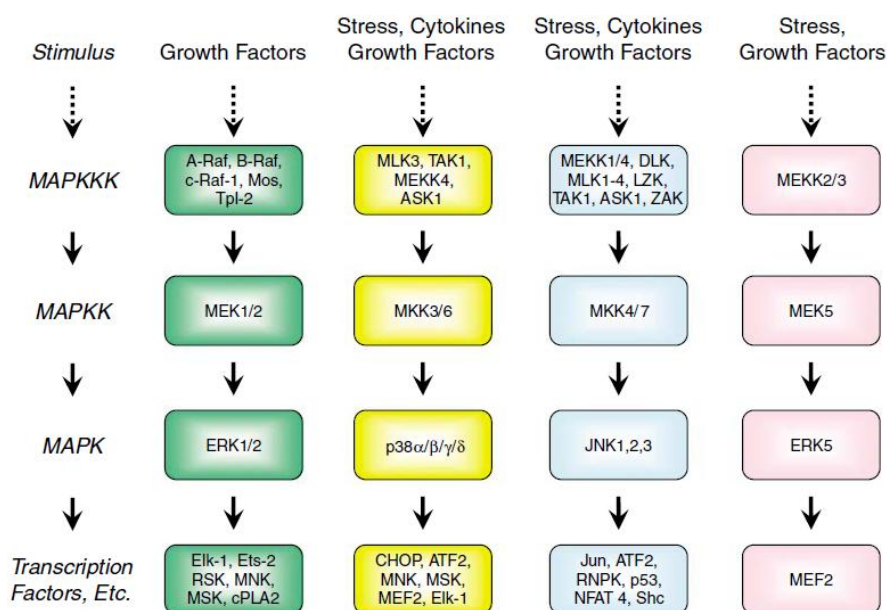 Stimulus
Growth Factors
Stress, Cytokines
Growth Factors
Stress, Cytokines
Growth Factors
Stress,
Growth Factors
MAPKKK
A-Raf, B-Raf,
c-Raf-1, Mos,
Tpl-2
MLK3, TAK1,
MEKK4,
ASK1
MEKK1/4, DLK,
MLK1-4, LZK,
TAK1, ASK1, ZAK
MEKK2/3
MAPKK
MEK1/2
MKK3/6
MKK4/7
MEK5
MAPK
ERK1/2
p38α/β/γ/δ
JNK1,2,3
ERK5
Transcription
Factors, Etc.
Elk-1, Ets-2
RSK, MNK,
MSK, cPLA2
CHOP, ATF2,
MNK, MSK,
MEF2, Elk-1
Jun, ATF2,
RNPK, p53,
NFAT 4, Shc
MEF2